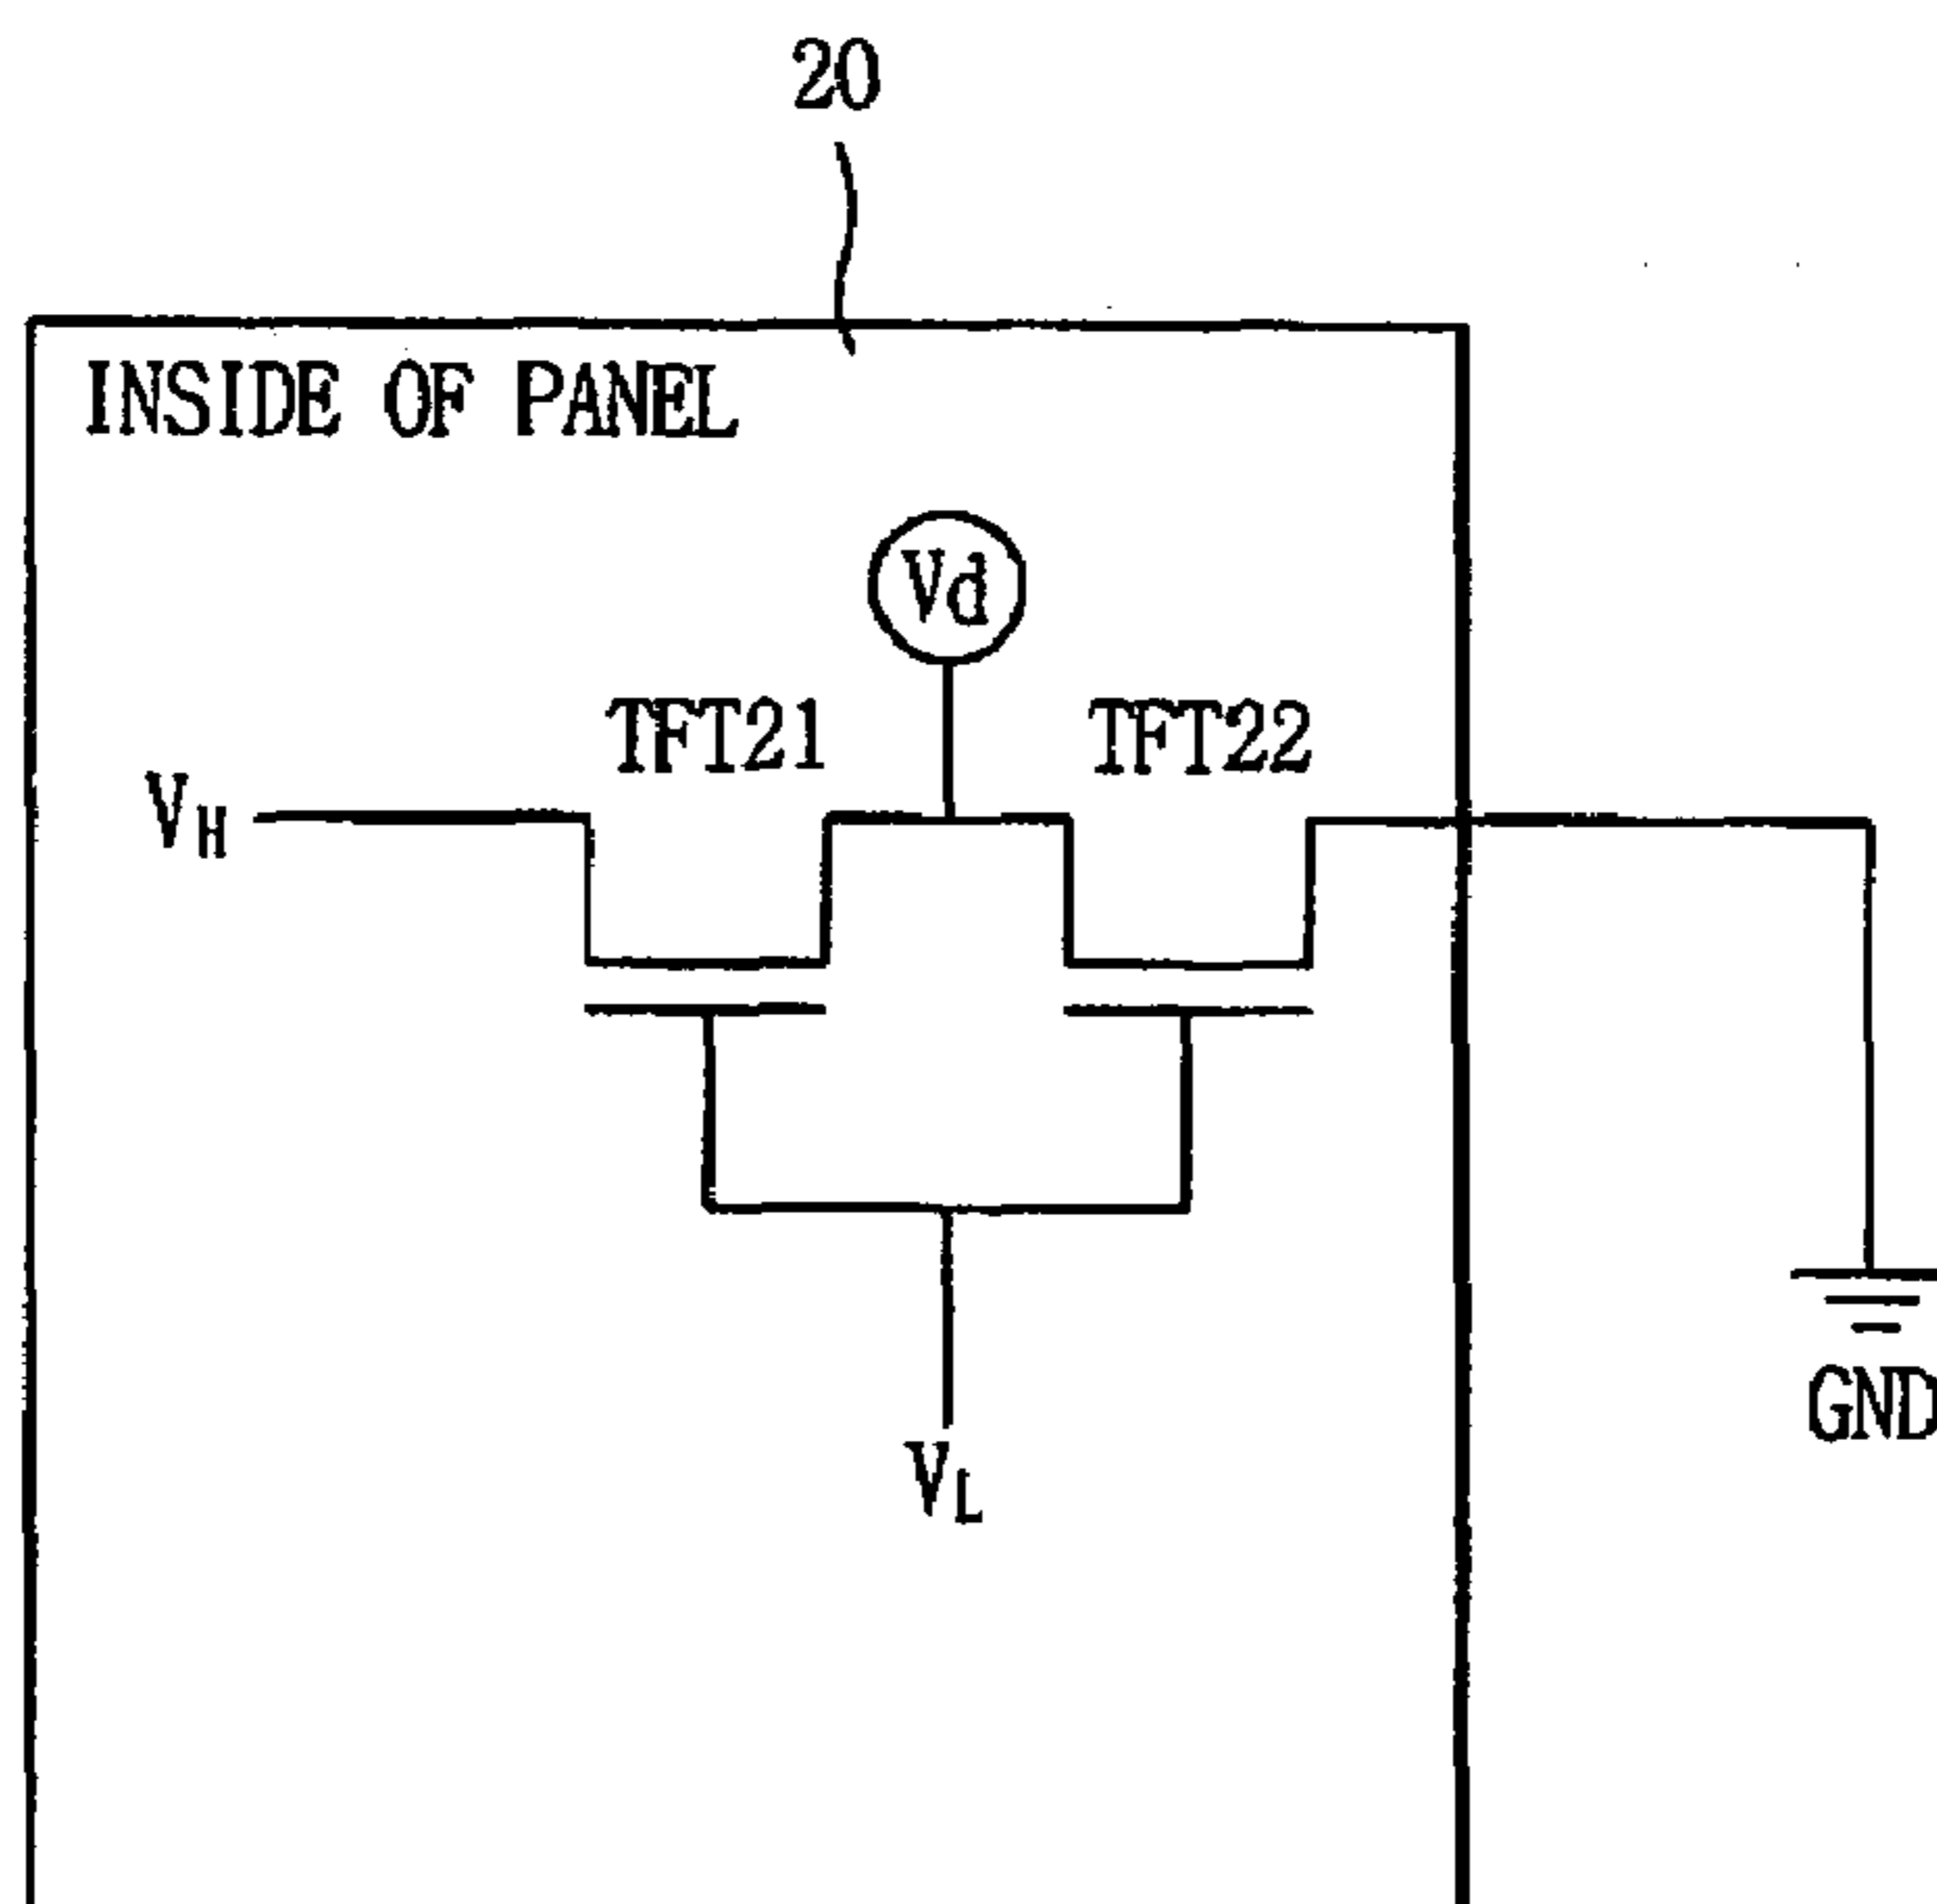 20
INSIDE OF PANEL
Vd
TFT21
TFT22
VH
VL
GND